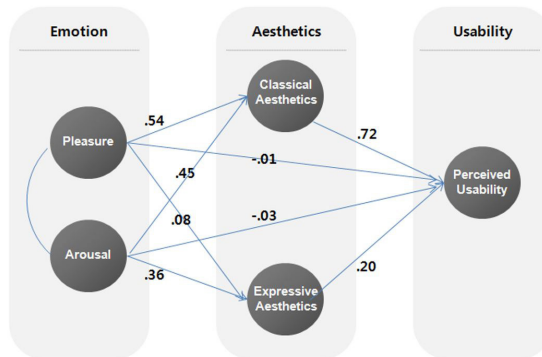 Emotion
Aesthetics
Usability
Classical
Aesthetics
.54
.72
Pleasure
-.01
.45
Perceived
Usability
.08
-.03
Arousal
.36
.20
Expressive
Aesthetics